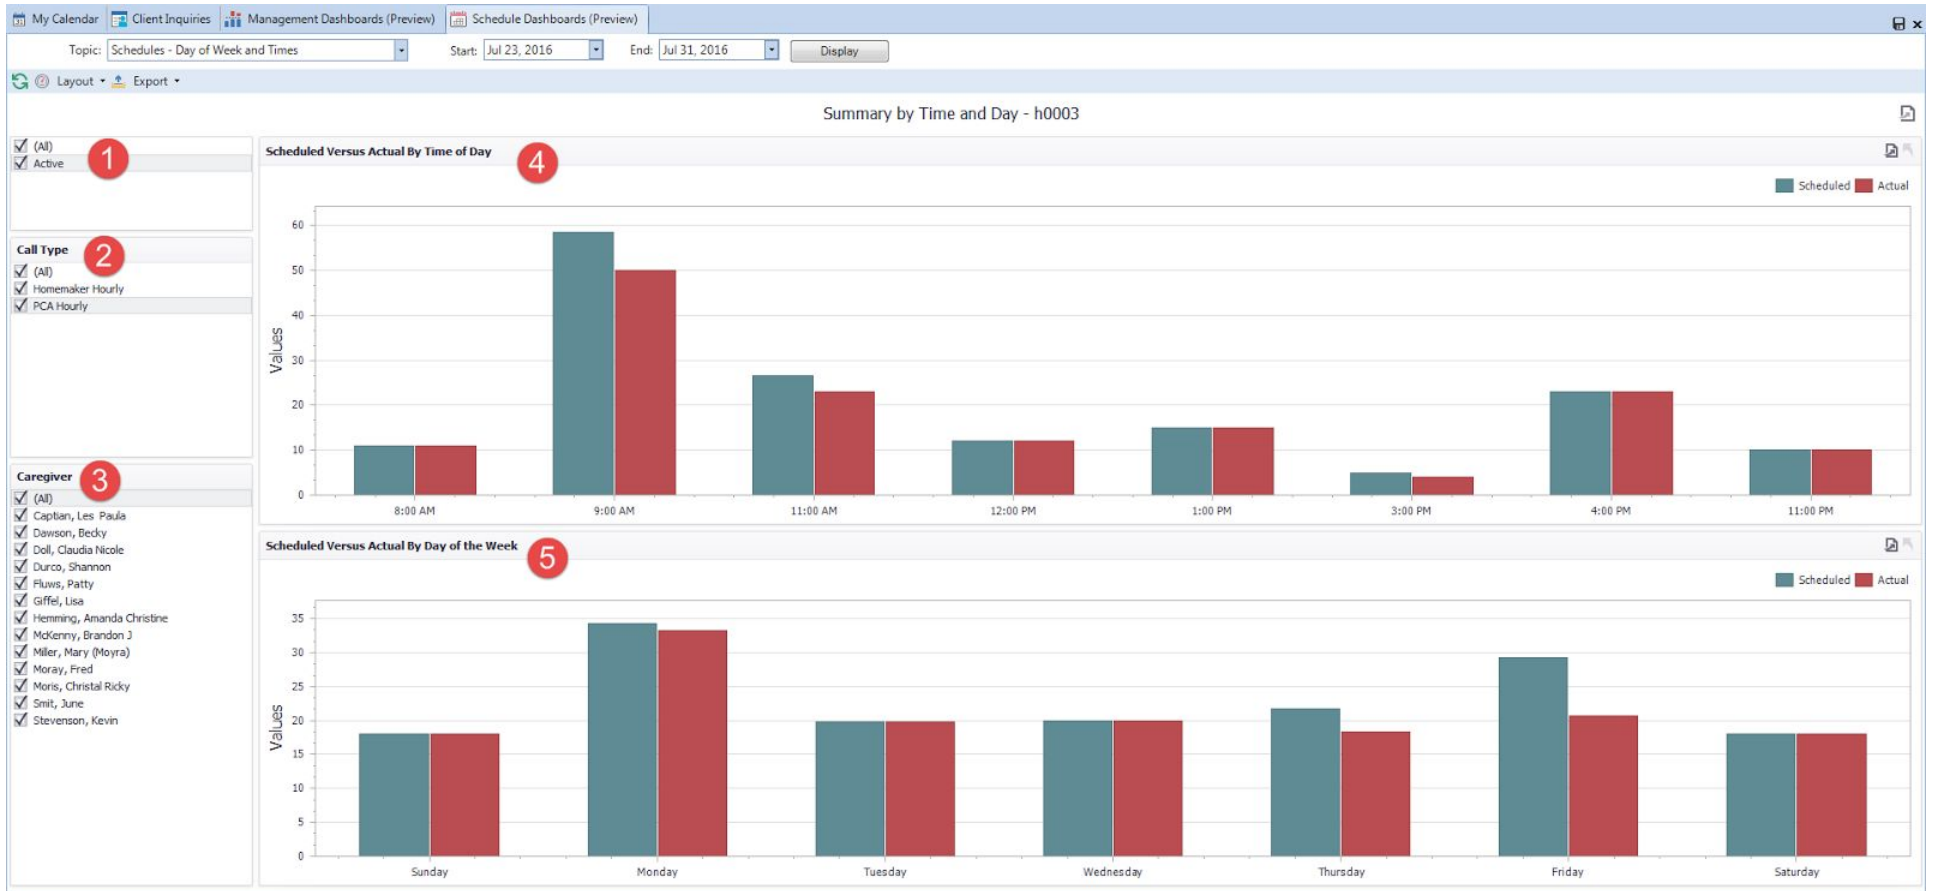 My Calendar Client Inquiries Management Dashboards (Preview) Schedule Dashboards (Preview)
Topic: Schedules - Day of Week and Times Start: Jul 23, 2016 End: Jul 31, 2016 Display
Layout Export
Summary by Time and Day - h0003
(All)
Active
1
Call Type 2
(All)
Homemaker Hourly
PCA Hourly
Caregiver 3
(All)
Captian, Les Paula
Dawson, Becky
Doll, Claudia Nicole
Durco, Shannon
Fluws, Patty
Giffel, Lisa
Hemming, Amanda Christine
McKenny, Brandon J
Miller, Mary (Moyra)
Moray, Fred
Moris, Christal Ricky
Smit, June
Stevenson, Kevin
Scheduled Versus Actual By Time of Day 4
Scheduled Actual
60
50
40
30
20
10
0
Values
8:00 AM 9:00 AM 11:00 AM 12:00 PM 1:00 PM 3:00 PM 4:00 PM 11:00 PM
Scheduled Versus Actual By Day of the Week 5
Scheduled Actual
35
30
25
20
15
10
5
0
Values
Sunday Monday Tuesday Wednesday Thursday Friday Saturday